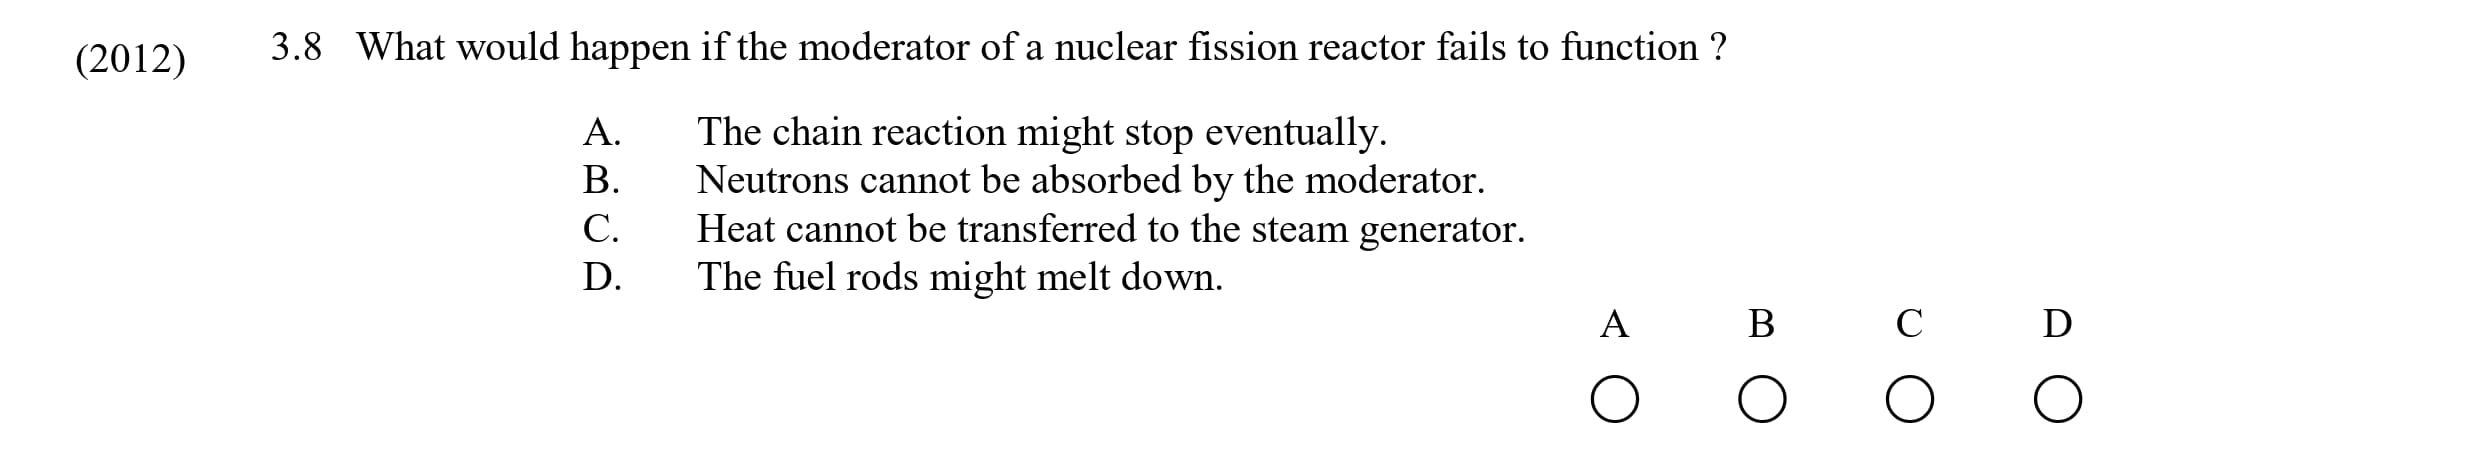 (2012) 3.8 What would happen if the moderator of a nuclear fission reactor fails to function ?
A. The chain reaction might stop eventually.
B. Neutrons cannot be absorbed by the moderator.
C. Heat cannot be transferred to the steam generator.
D. The fuel rods might melt down.
A B C D